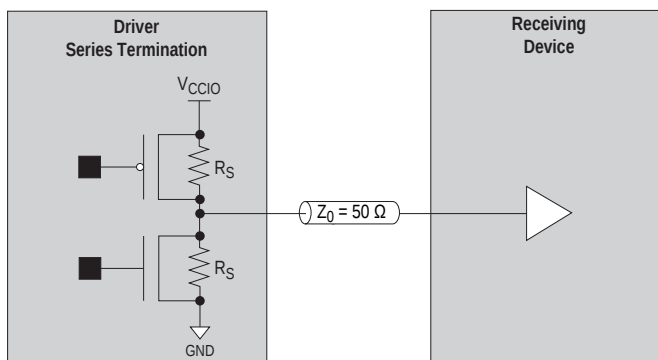 Driver
Series Termination
Receiving
Device
VCCIO
RS
Z0 = 50 Ω
RS
GND